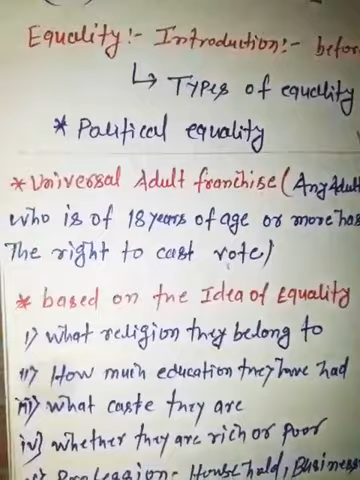 Equality:- Introduction:- befor
↳ Types of equality
* Political equality
* Universal Adult franchise (Any Adult
who is of 18 years of age or more has
The right to cast vote)
* based on the Idea of Equality
i) what religion they belong to
ii) How much education they have had
iii) what caste they are
iv) whether they are rich or poor
v) Profession - Household, Business